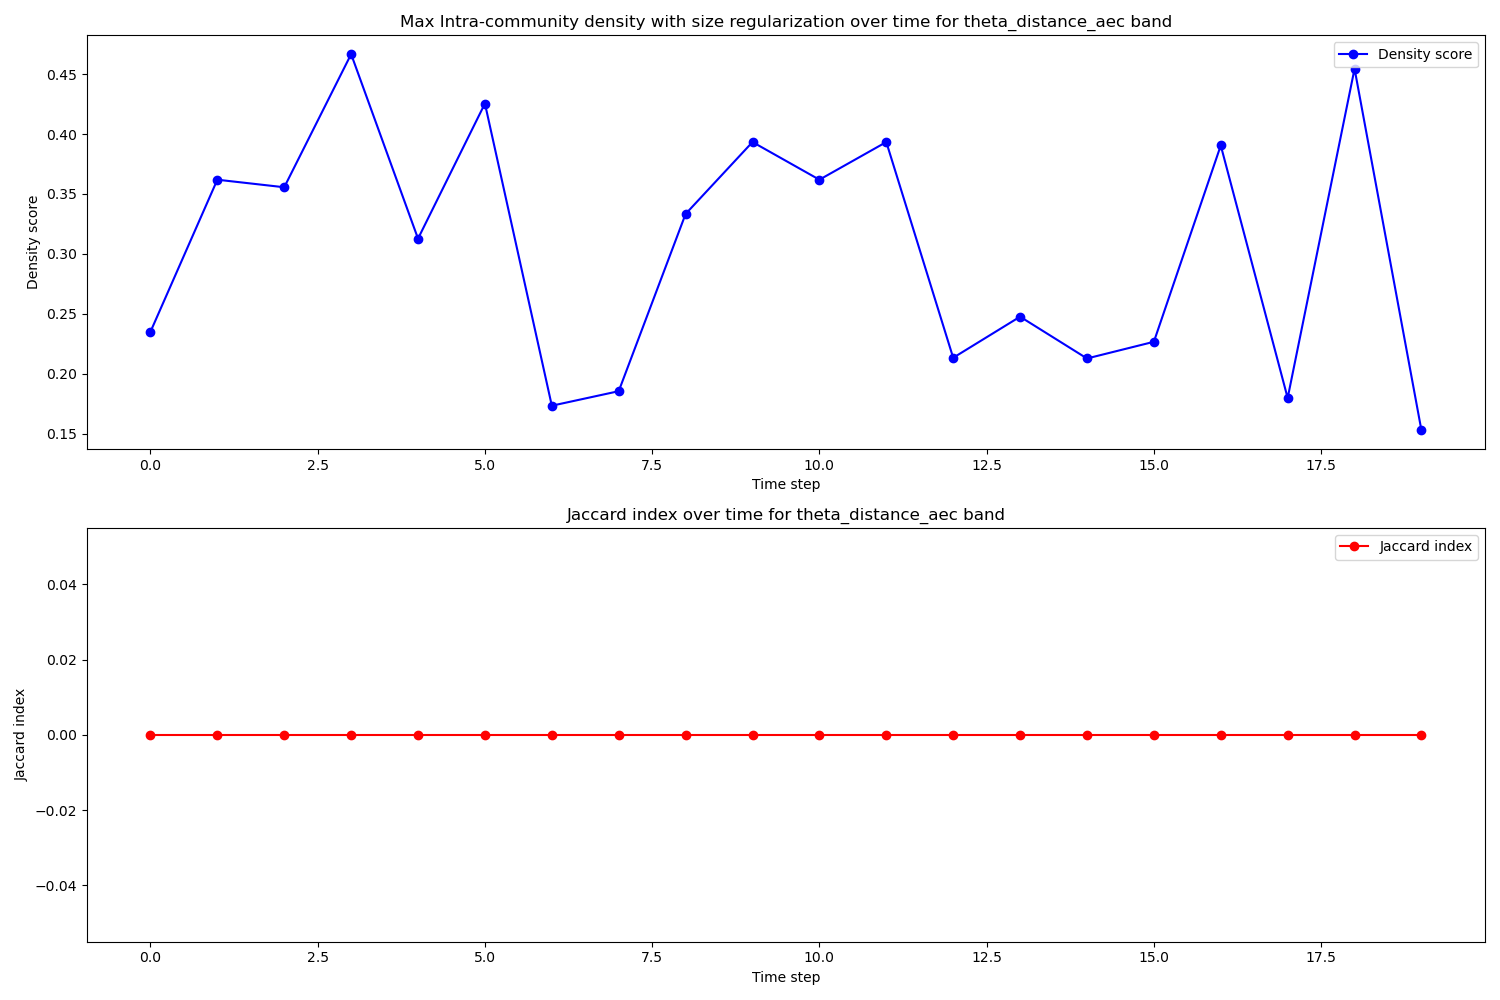 Max Intra-community density with size regularization over time for theta_distance_aec band
Density score
0.45
0.40
0.35
0.30
0.25
0.20
0.15
Density score
0.0 2.5 5.0 7.5 10.0 12.5 15.0 17.5
Time step
Jaccard index over time for theta_distance_aec band
Jaccard index
0.04
0.02
0.00
−0.02
−0.04
Jaccard index
0.0 2.5 5.0 7.5 10.0 12.5 15.0 17.5
Time step